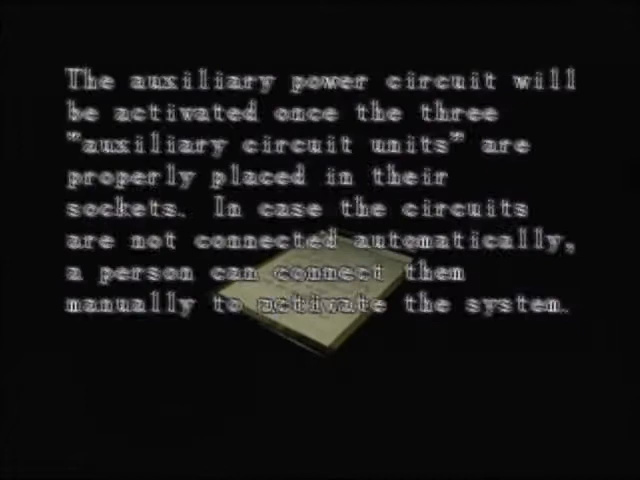 The auxiliary power circuit will
be activated once the three
"auxiliary circuit units" are
properly placed in their
sockets. In case the circuits
are not connected automatically,
a person can connect them
manually to activate the system.